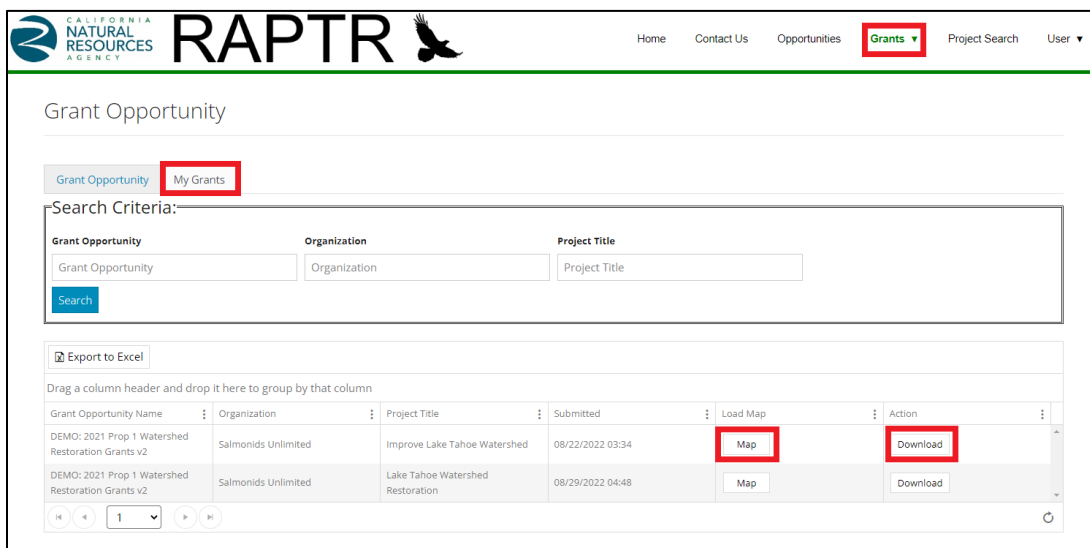 CALIFORNIA
NATURAL
RESOURCES
AGENCY
RAPTR
Home Contact Us Opportunities Grants ▼ Project Search User ▼
Grant Opportunity
Grant Opportunity My Grants
Search Criteria:
Grant Opportunity Organization Project Title
Grant Opportunity Organization Project Title
Search
Export to Excel
Drag a column header and drop it here to group by that column
Grant Opportunity Name Organization Project Title Submitted Load Map Action
DEMO: 2021 Prop 1 Watershed
Restoration Grants v2 Salmonids Unlimited Improve Lake Tahoe Watershed 08/22/2022 03:34 Map Download
DEMO: 2021 Prop 1 Watershed
Restoration Grants v2 Salmonids Unlimited Lake Tahoe Watershed
Restoration 08/29/2022 04:48 Map Download
1